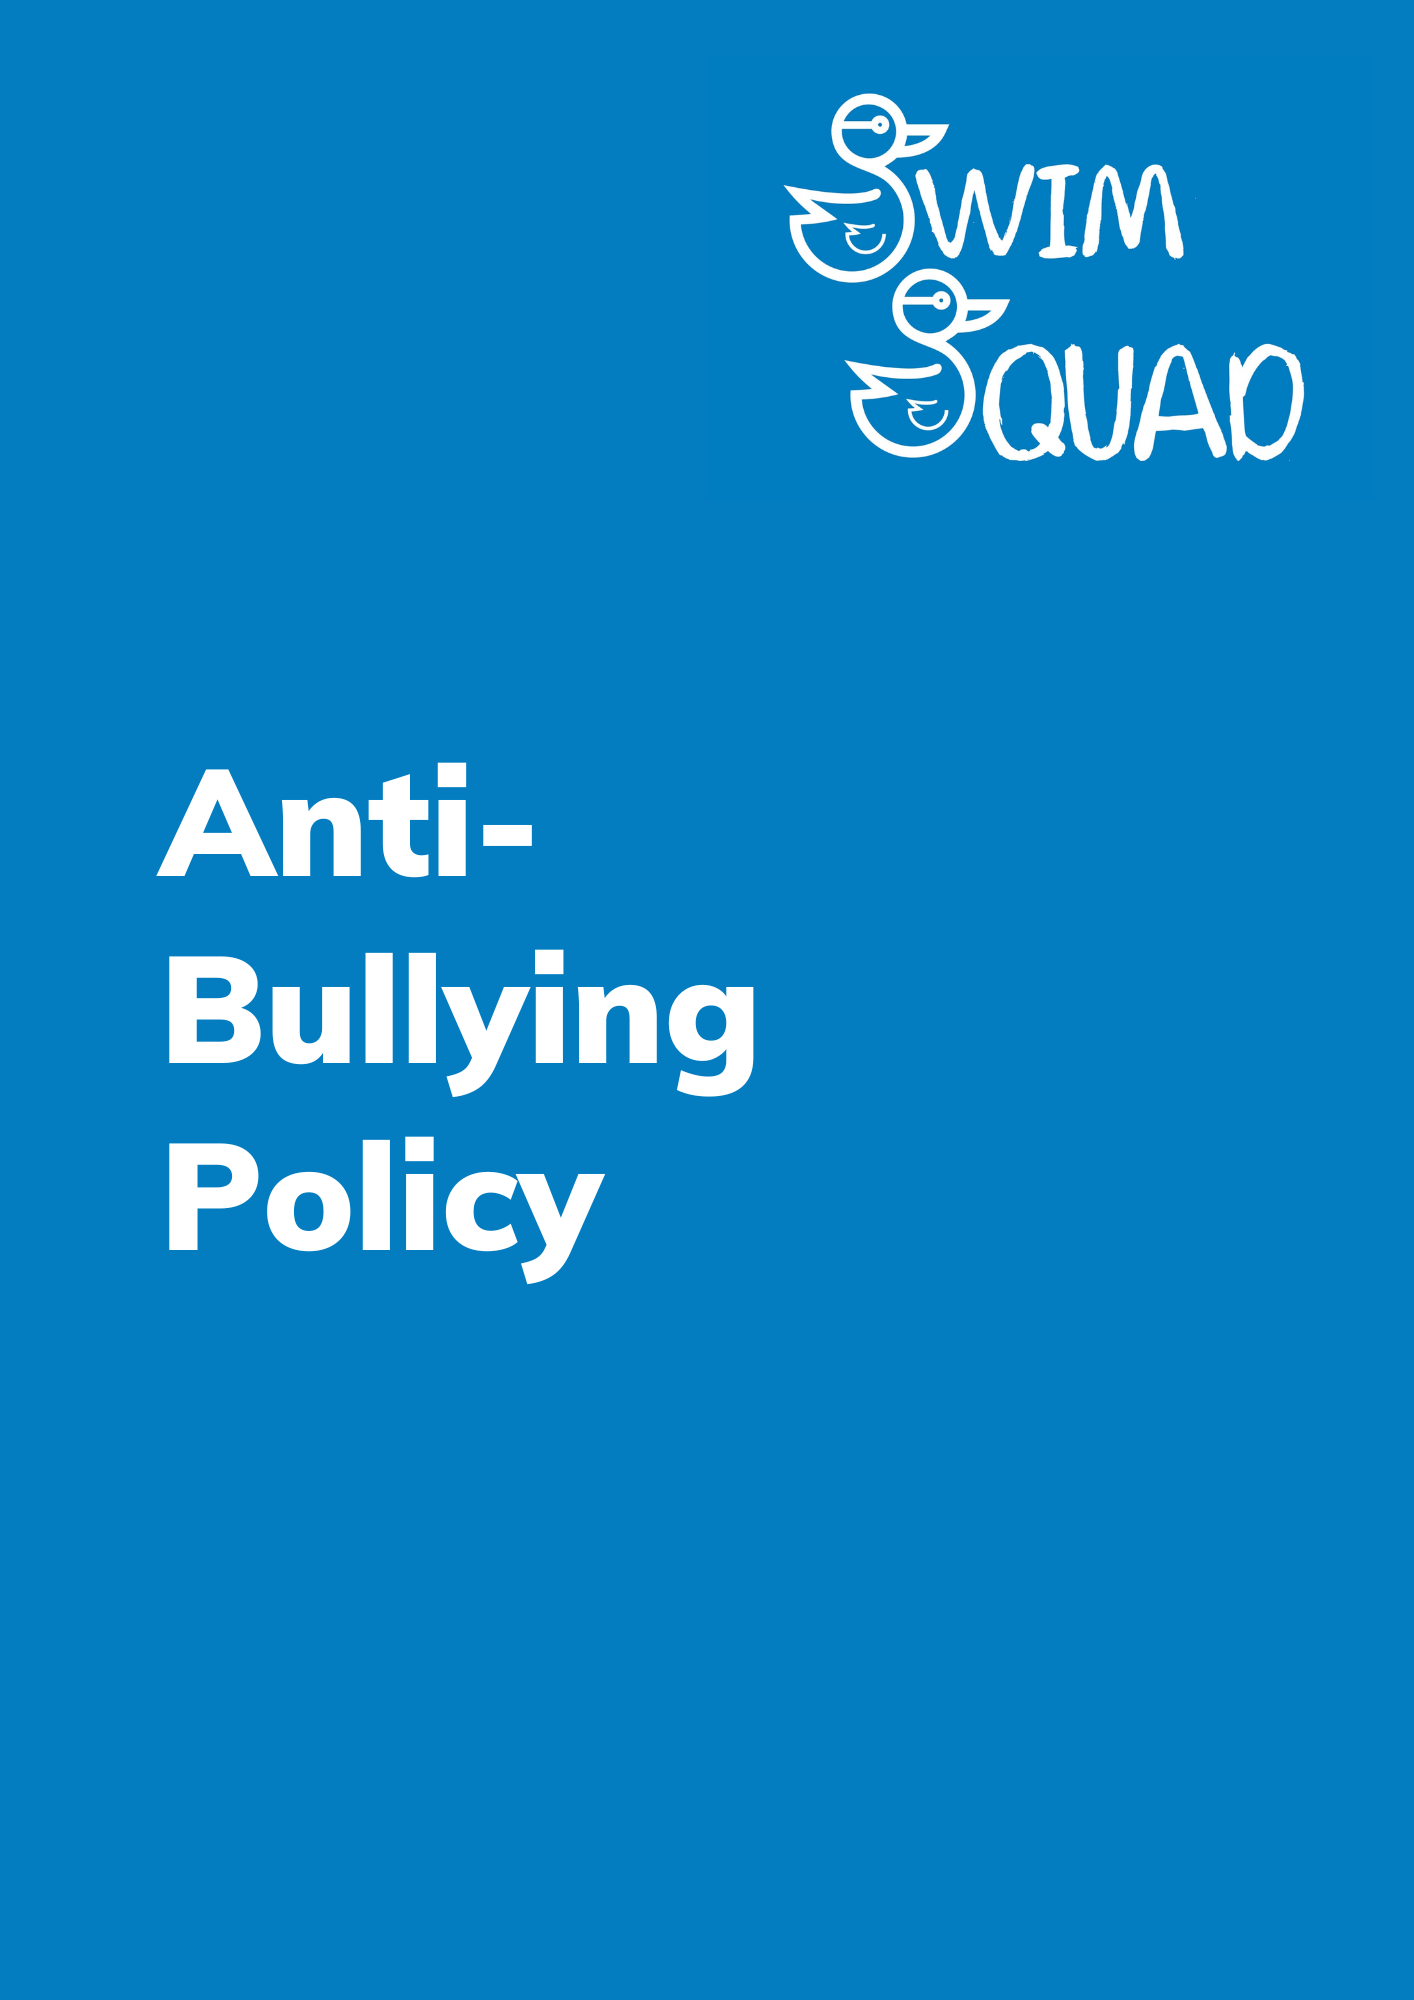 SWIM
SQUAD
Anti-
Bullying
Policy